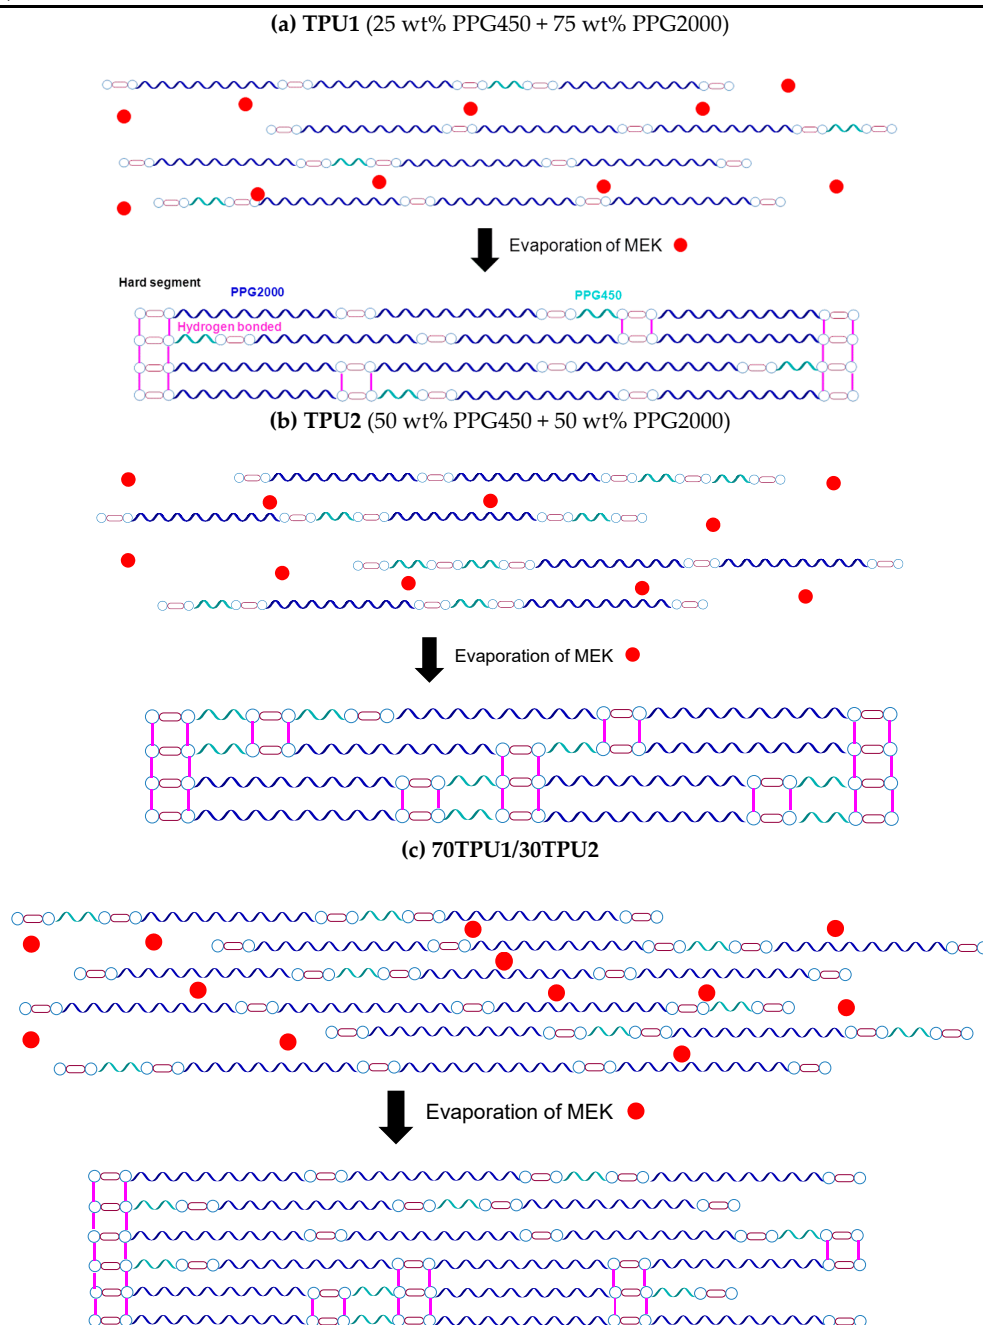 (a) TPU1 (25 wt% PPG450 + 75 wt% PPG2000)
Evaporation of MEK
Hard segment
PPG2000
PPG450
Hydrogen bonded
(b) TPU2 (50 wt% PPG450 + 50 wt% PPG2000)
Evaporation of MEK
(c) 70TPU1/30TPU2
Evaporation of MEK